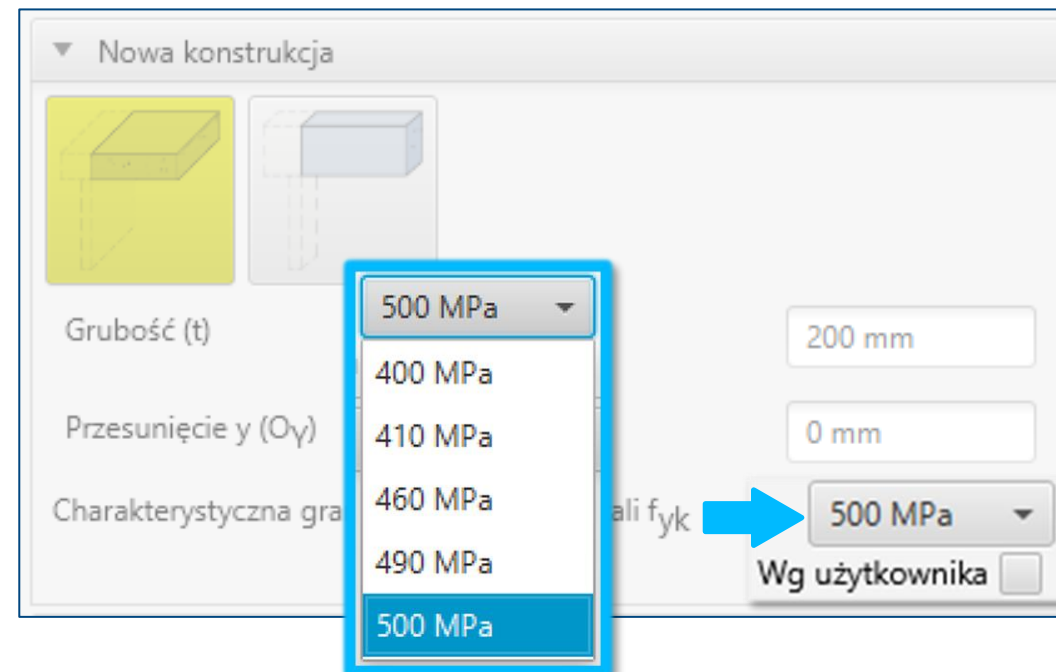 Nowa konstrukcja
500 MPa
Grubość (t)
200 mm
400 MPa
410 MPa
Przesunięcie y (Oy)
0 mm
460 MPa
Charakterystyczna gra
ali fyk
500 MPa
490 MPa
Wg użytkownika
500 MPa